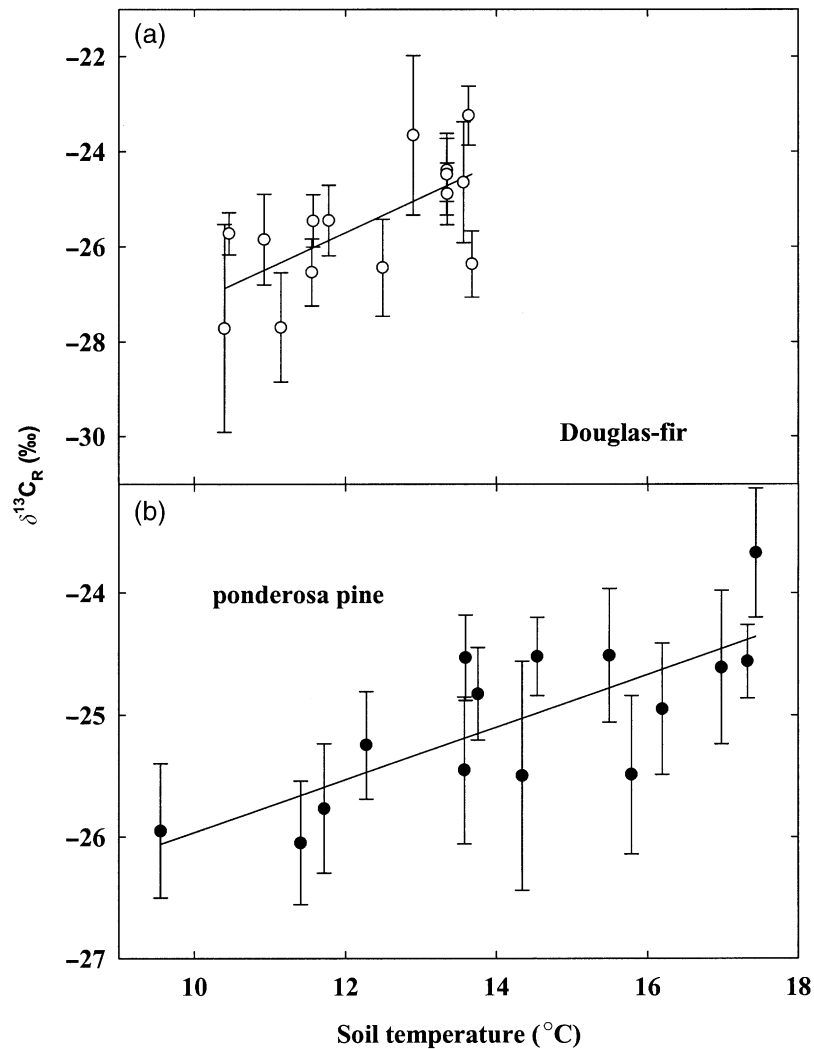 (a)
−22
−24
−26
−28
−30
Douglas-fir
δ¹³C_R (‰)
(b)
ponderosa pine
−24
−25
−26
−27
10 12 14 16 18
Soil temperature (°C)